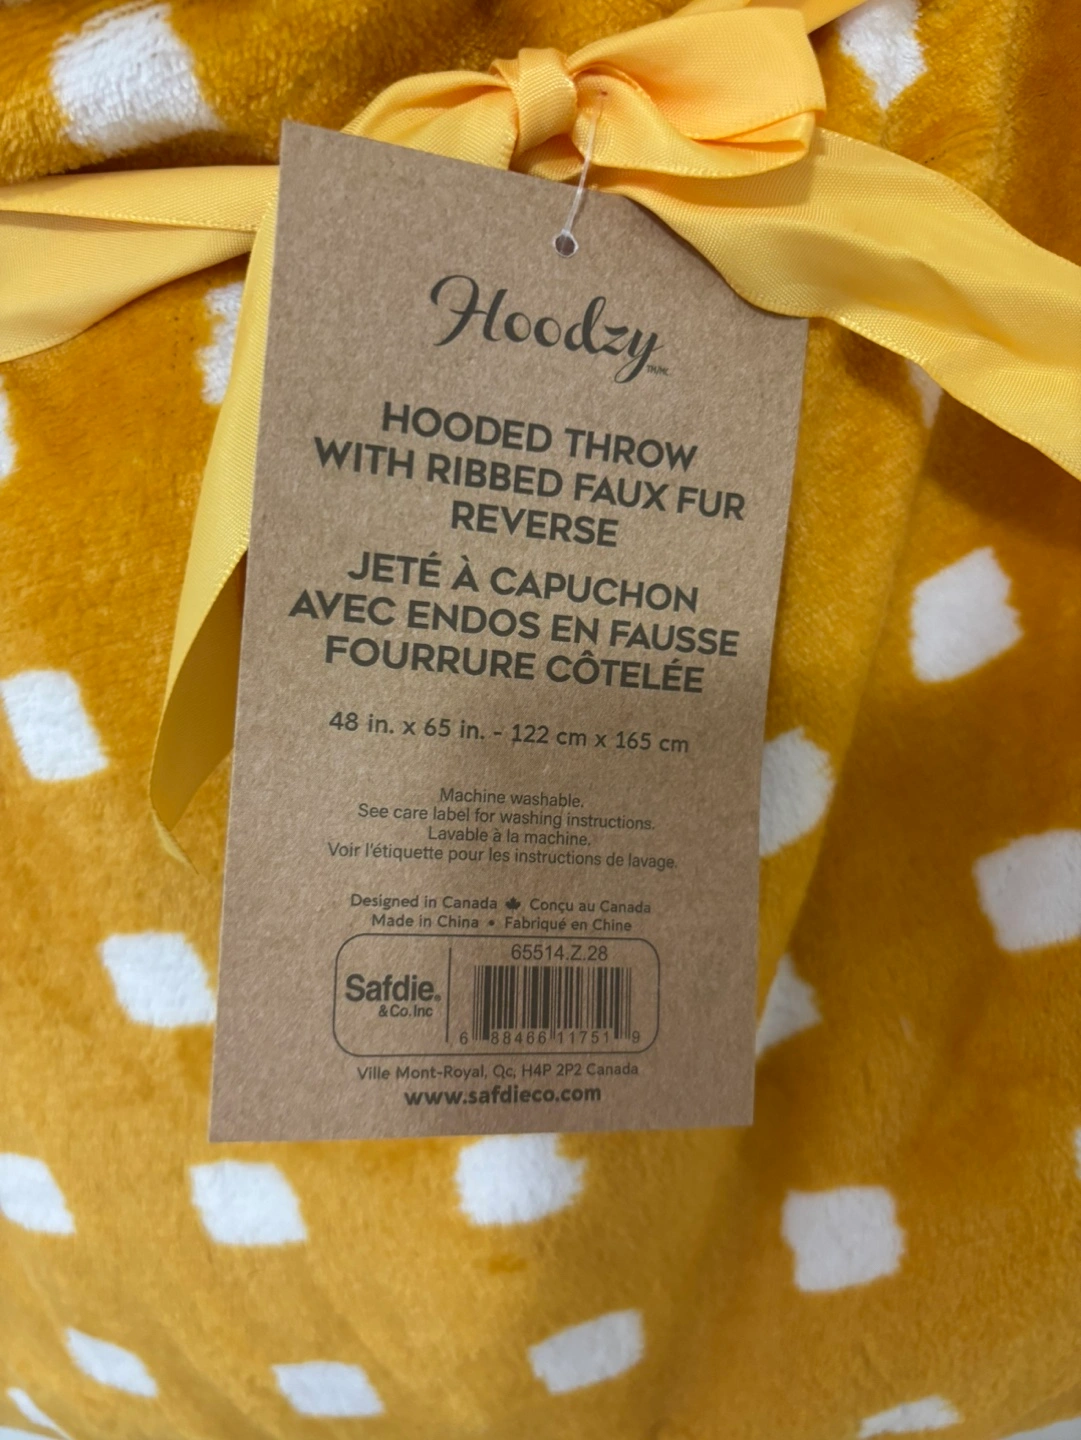 Hoodzy
TM/MC
HOODED THROW
WITH RIBBED FAUX FUR
REVERSE
JETÉ À CAPUCHON
AVEC ENDOS EN FAUSSE
FOURRURE CÔTELÉE
48 in. x 65 in. - 122 cm x 165 cm
Machine washable.
See care label for washing instructions.
Lavable à la machine.
Voir l'étiquette pour les instructions de lavage.
Designed in Canada Conçu au Canada
Made in China • Fabriqué en Chine
65514.Z.28
Safdie®
& Co. Inc
6 88466 11751 9
Ville Mont-Royal, Qc, H4P 2P2 Canada
www.safdieco.com